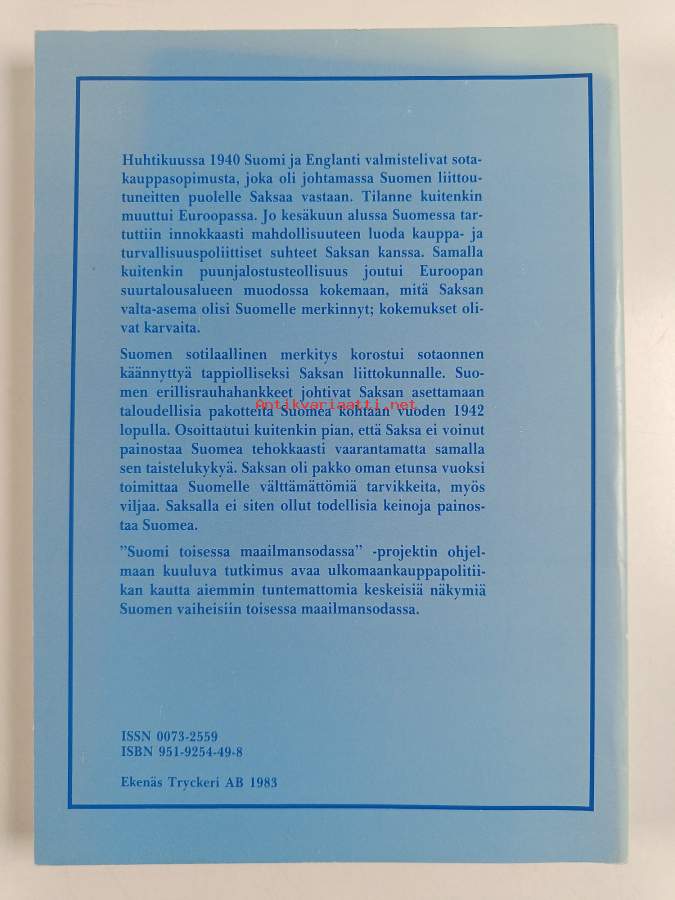 Huhtikuussa 1940 Suomi ja Englanti valmistelivat sota-
kauppasopimusta, joka oli johtamassa Suomen liittou-
tuneitten puolelle Saksaa vastaan. Tilanne kuitenkin
muuttui Euroopassa. Jo kesäkuun alussa Suomessa tar-
tuttiin innokkaasti mahdollisuuteen luoda kauppa- ja
turvallisuuspoliittiset suhteet Saksan kanssa. Samalla
kuitenkin puunjalostusteollisuus joutui Euroopan
suurtalousalueen muodossa kokemaan, mitä Saksan
valta-asema olisi Suomelle merkinnyt; kokemukset oli-
vat karvaita.
Suomen sotilaallinen merkitys korostui sotaonnen
käännyttyä tappiolliseksi Saksan liittokunnalle. Suo-
men erillisrauhahankkeet johtivat Saksan asettamaan
taloudellisia pakotteita Suomea kohtaan vuoden 1942
Antikvariaatti.net
lopulla. Osoittautui kuitenkin pian, että Saksa ei voinut
painostaa Suomea tehokkaasti vaarantamatta samalla
sen taistelukykyä. Saksan oli pakko oman etunsa vuoksi
toimittaa Suomelle välttämättömiä tarvikkeita, myös
viljaa. Saksalla ei siten ollut todellisia keinoja painos-
taa Suomea.
”Suomi toisessa maailmansodassa” -projektin ohjel-
maan kuuluva tutkimus avaa ulkomaankauppapolitii-
kan kautta aiemmin tuntemattomia keskeisiä näkymiä
Suomen vaiheisiin toisessa maailmansodassa.
ISSN 0073-2559
ISBN 951-9254-49-8
Ekenäs Tryckeri AB 1983